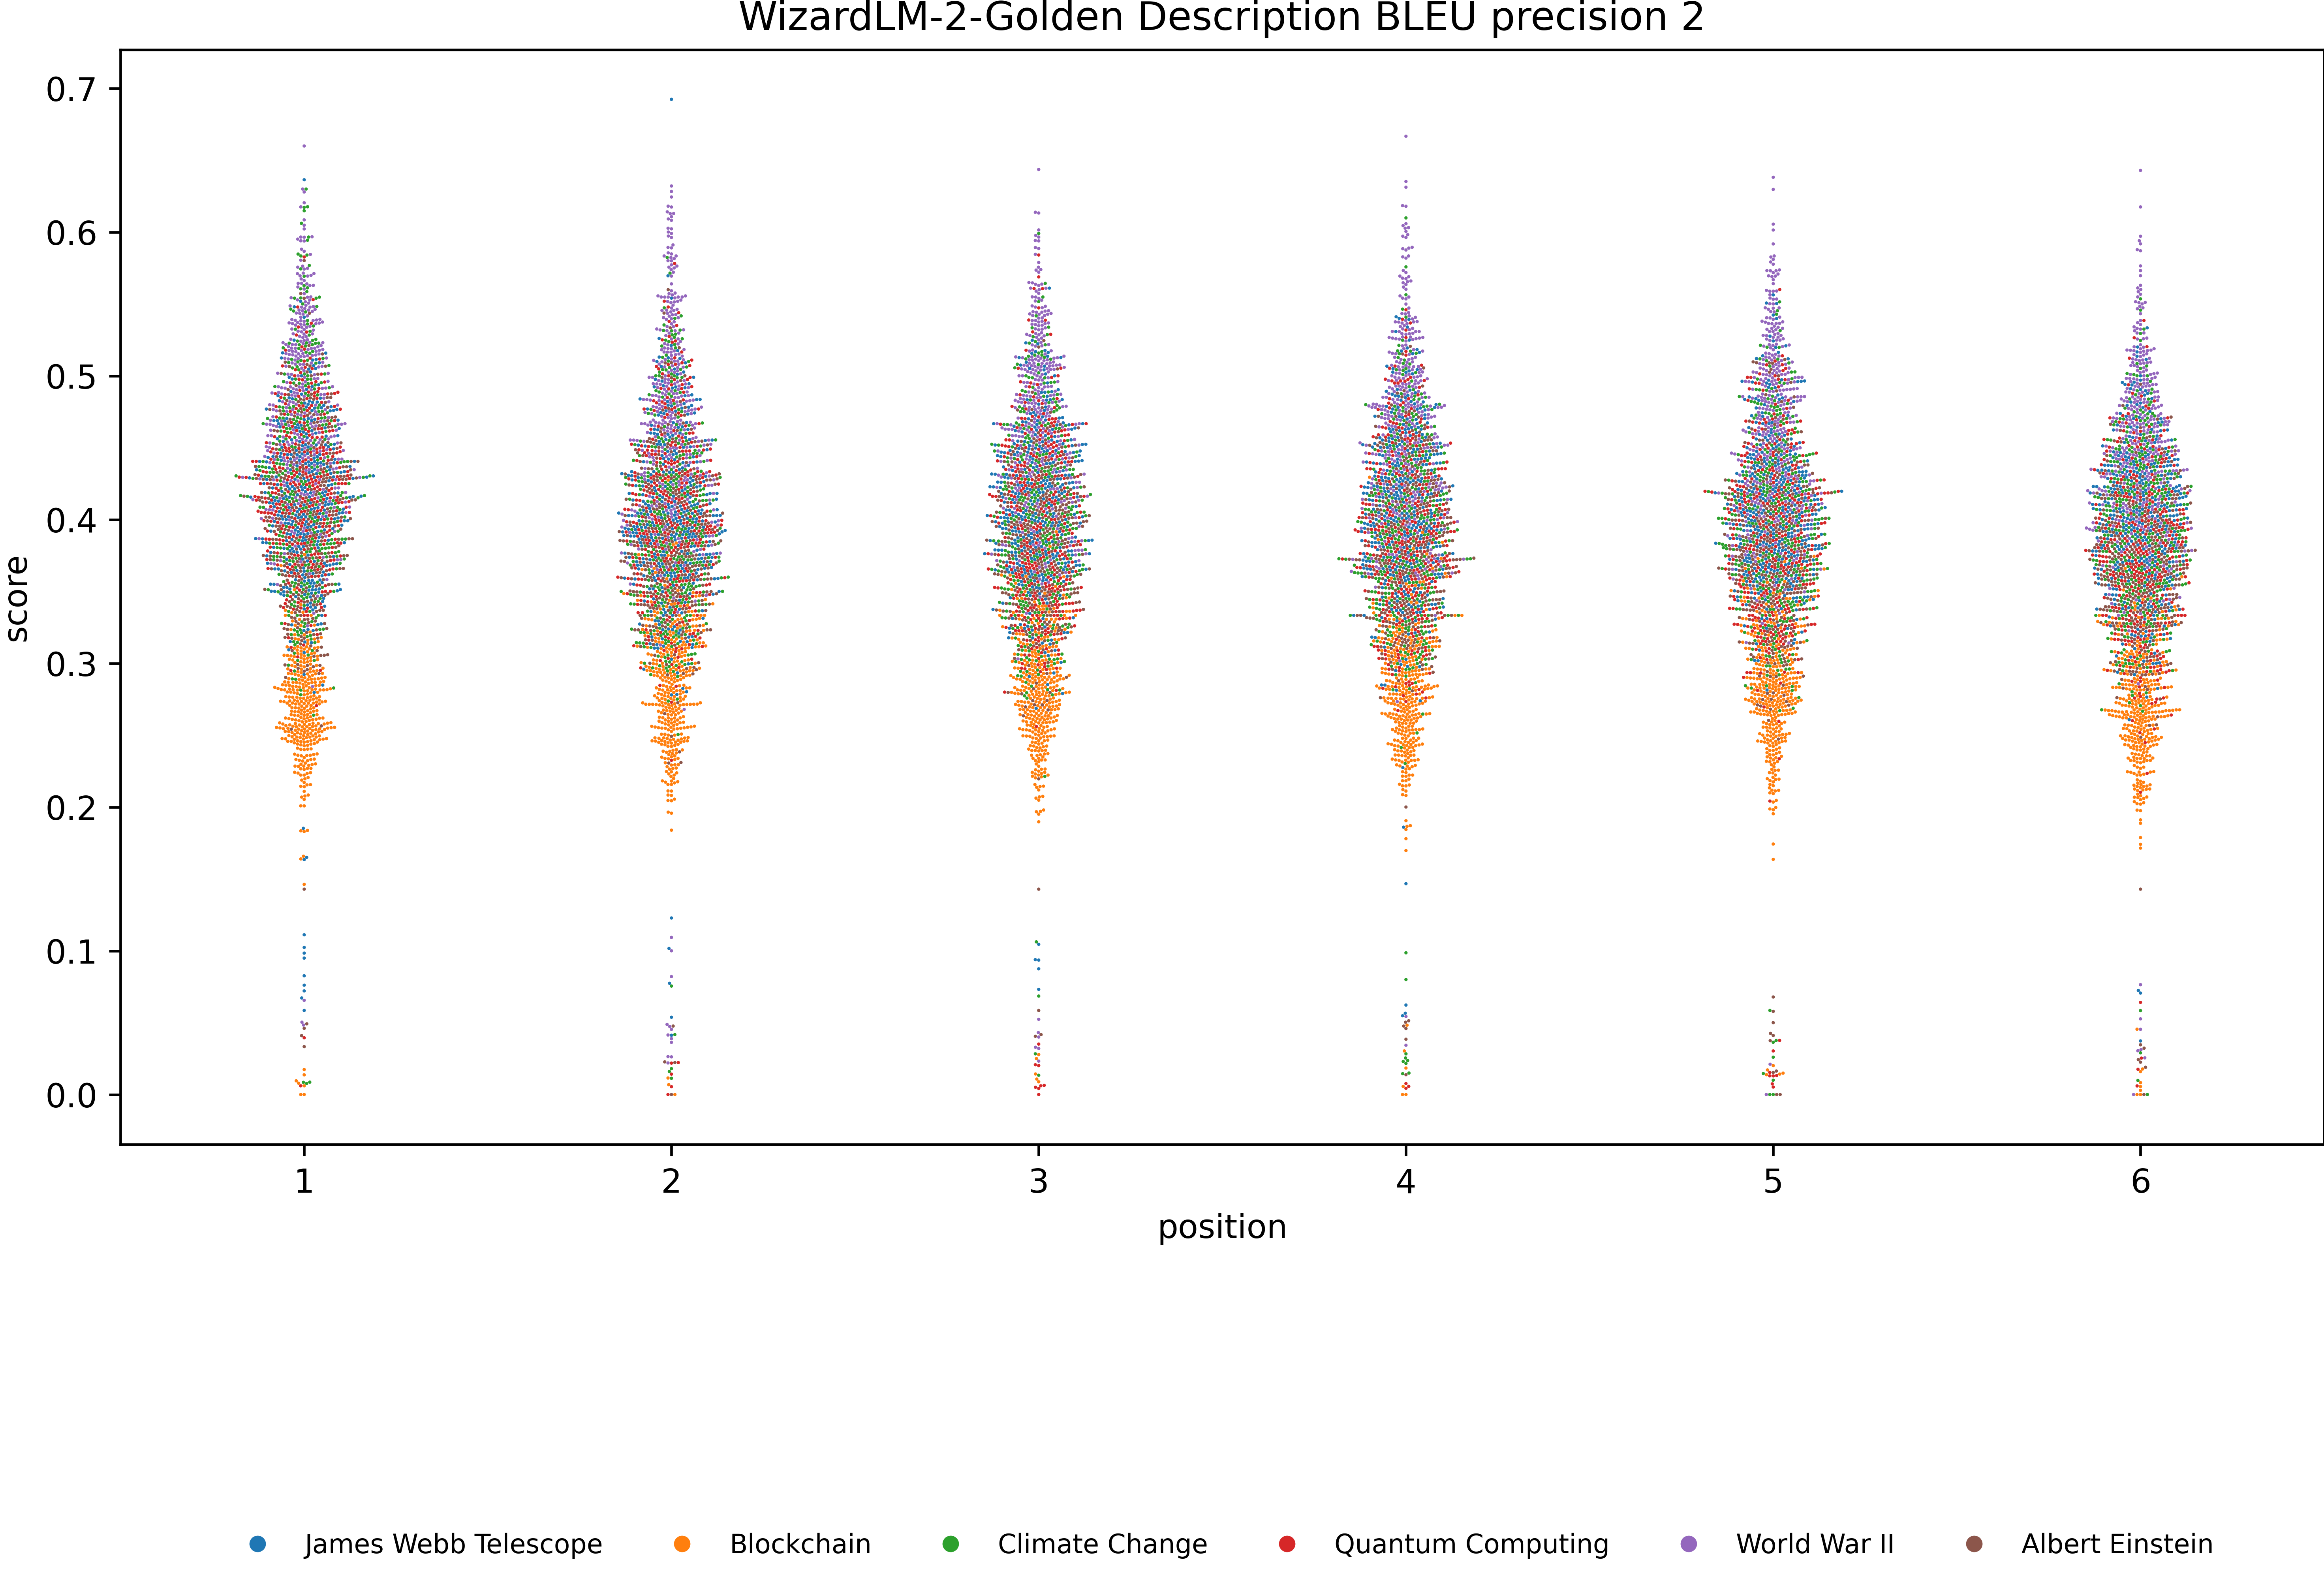 WizardLM-2-Golden Description BLEU precision 2
0.7
0.6
0.5
0.4
0.3
0.2
0.1
0.0
score
1 2 3 4 5 6
position
James Webb Telescope Blockchain Climate Change Quantum Computing World War II Albert Einstein